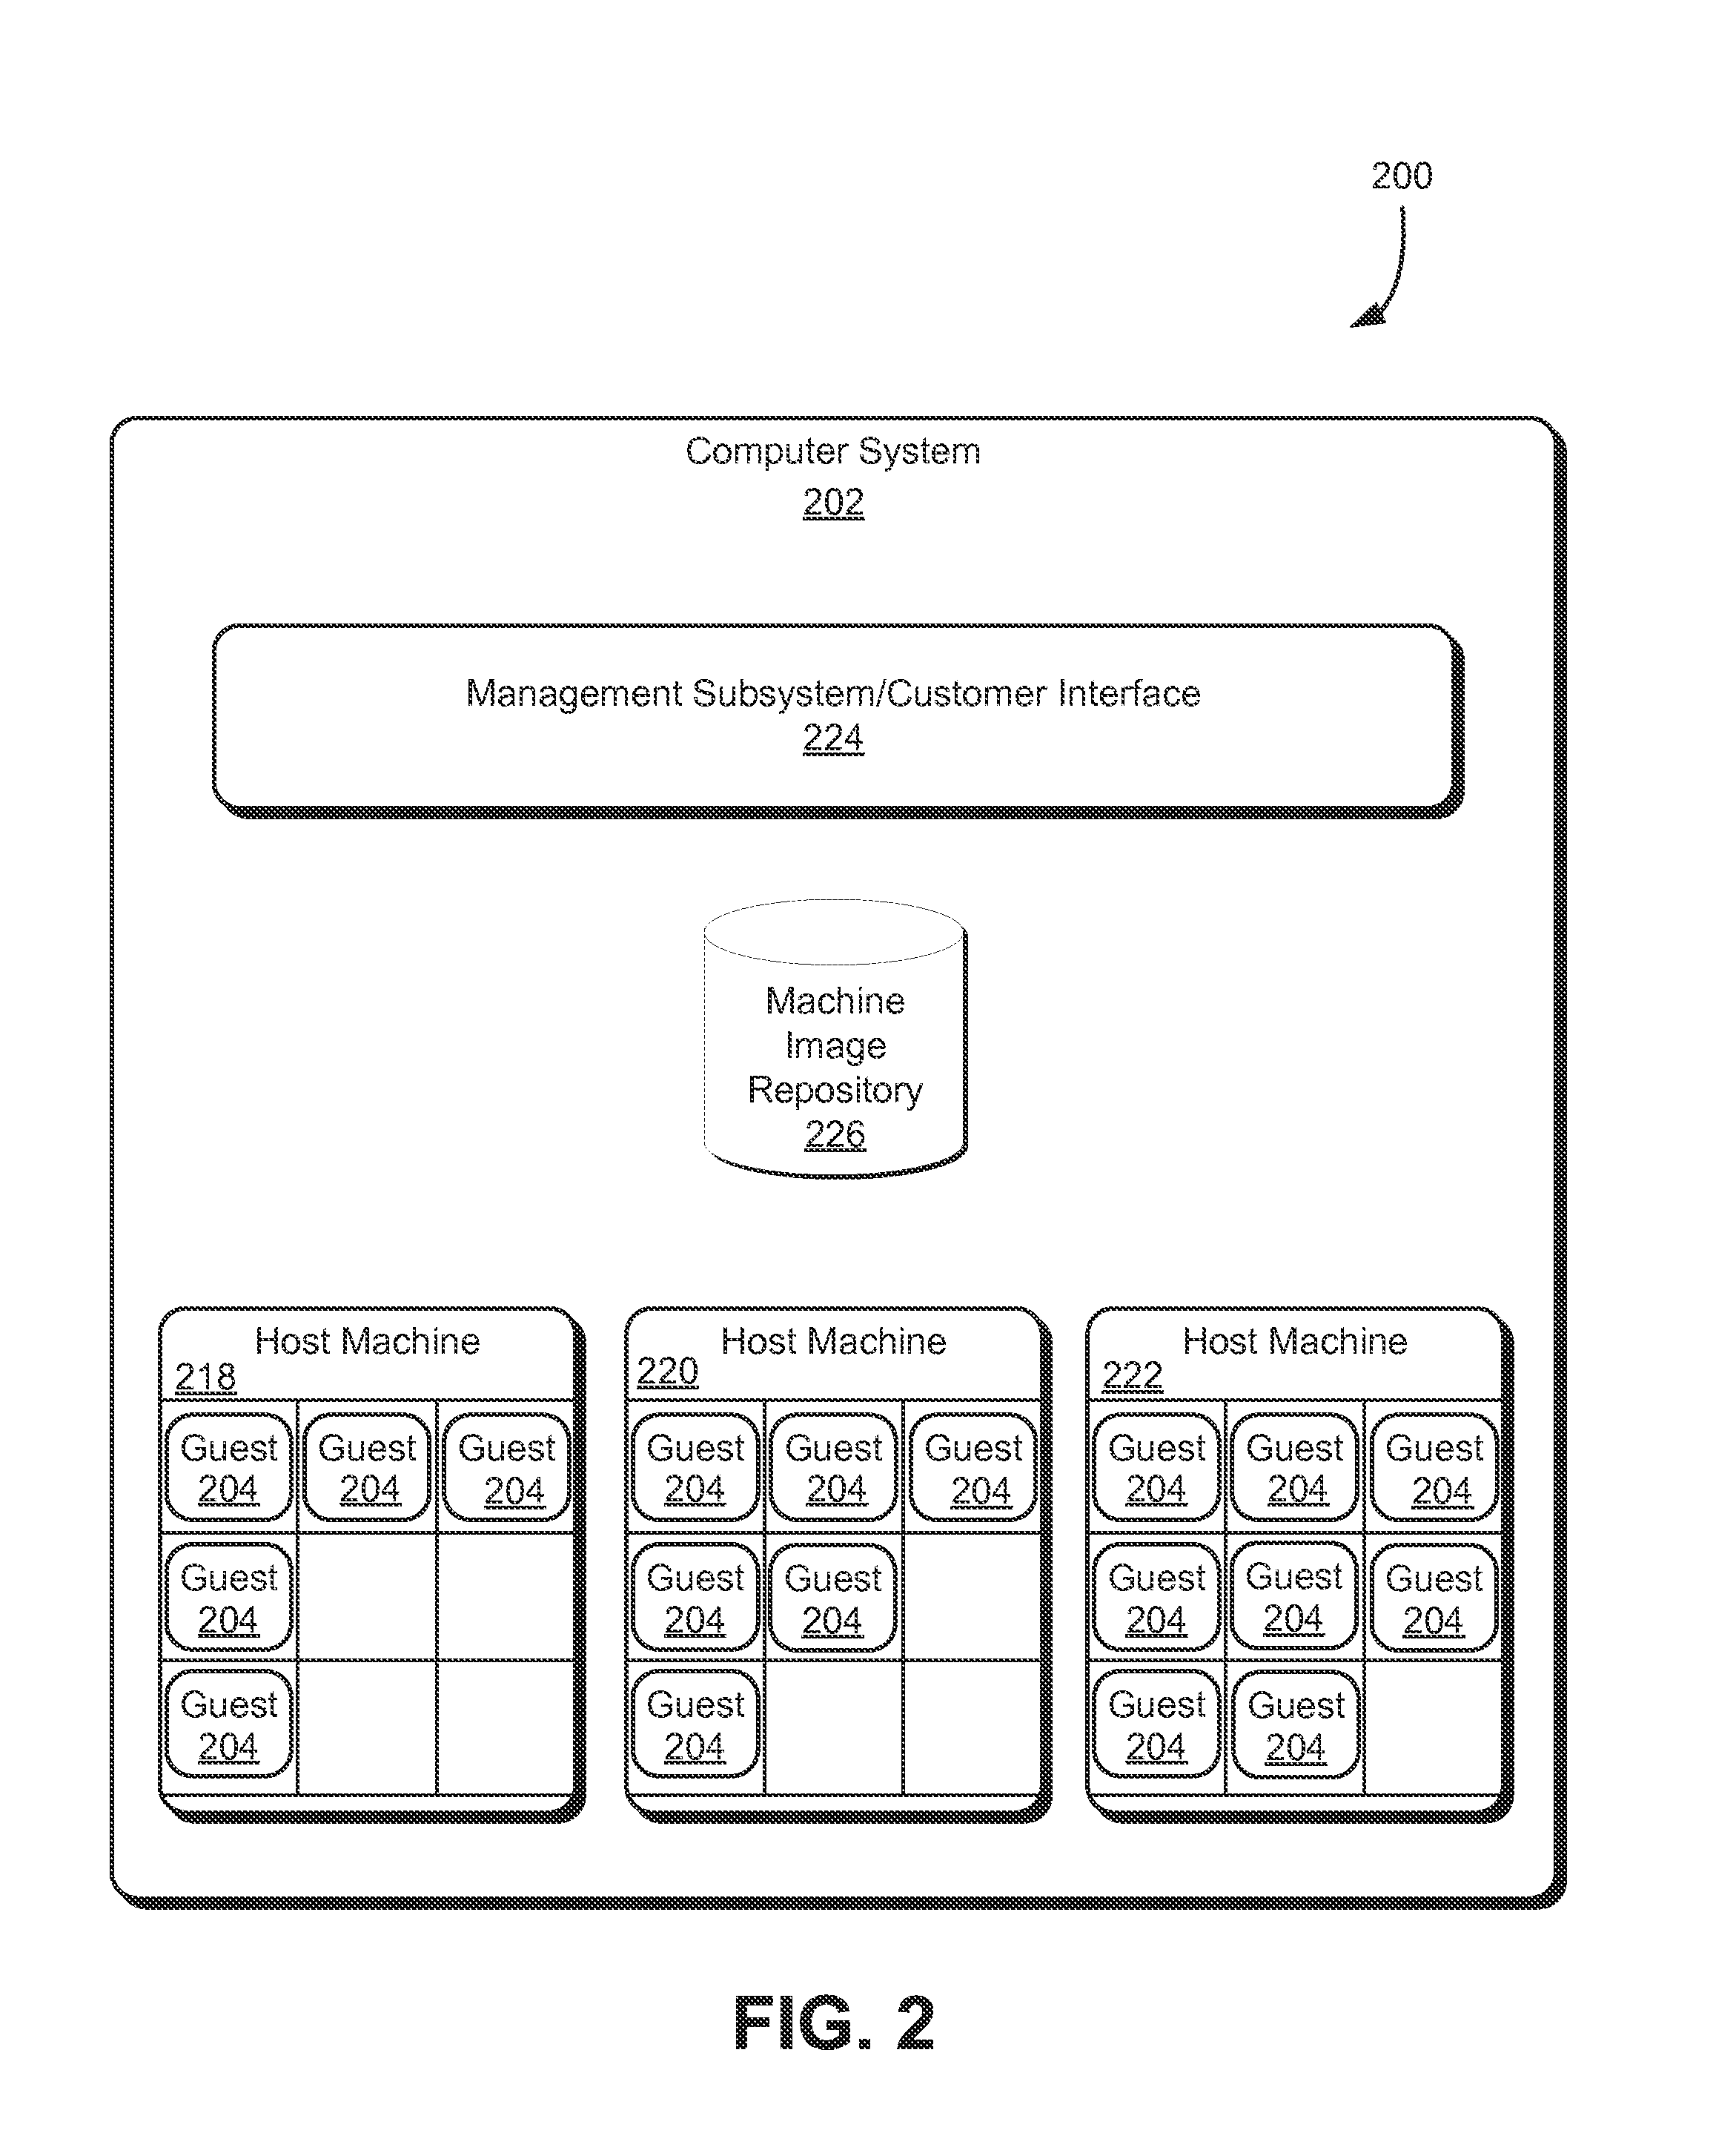 200
Computer System
202
Management Subsystem/Customer Interface
224
Machine
Image
Repository
226
Host Machine
218
Guest Guest Guest
204 204 204
Guest
204
Guest
204
Host Machine
220
Guest Guest Guest
204 204 204
Guest Guest
204 204
Guest
204
Host Machine
222
Guest Guest Guest
204 204 204
Guest Guest Guest
204 204 204
Guest Guest
204 204
FIG. 2